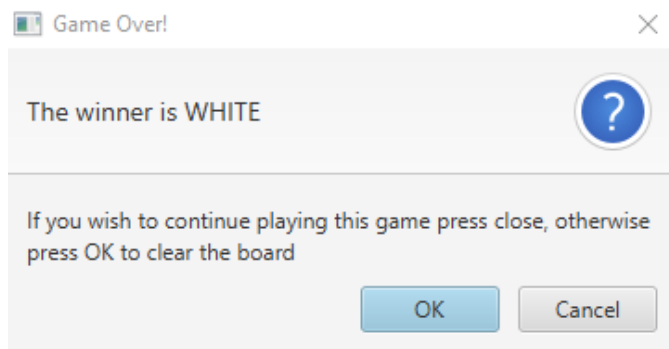 Game Over!
The winner is WHITE
If you wish to continue playing this game press close, otherwise
press OK to clear the board
OK
Cancel